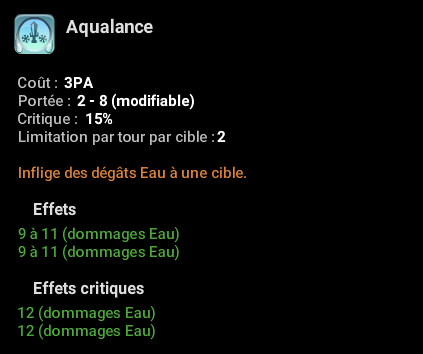 Aqualance
Coût : 3PA
Portée : 2 - 8 (modifiable)
Critique : 15%
Limitation par tour par cible : 2
Inflige des dégâts Eau à une cible.
Effets
9 à 11 (dommages Eau)
9 à 11 (dommages Eau)
Effets critiques
12 (dommages Eau)
12 (dommages Eau)